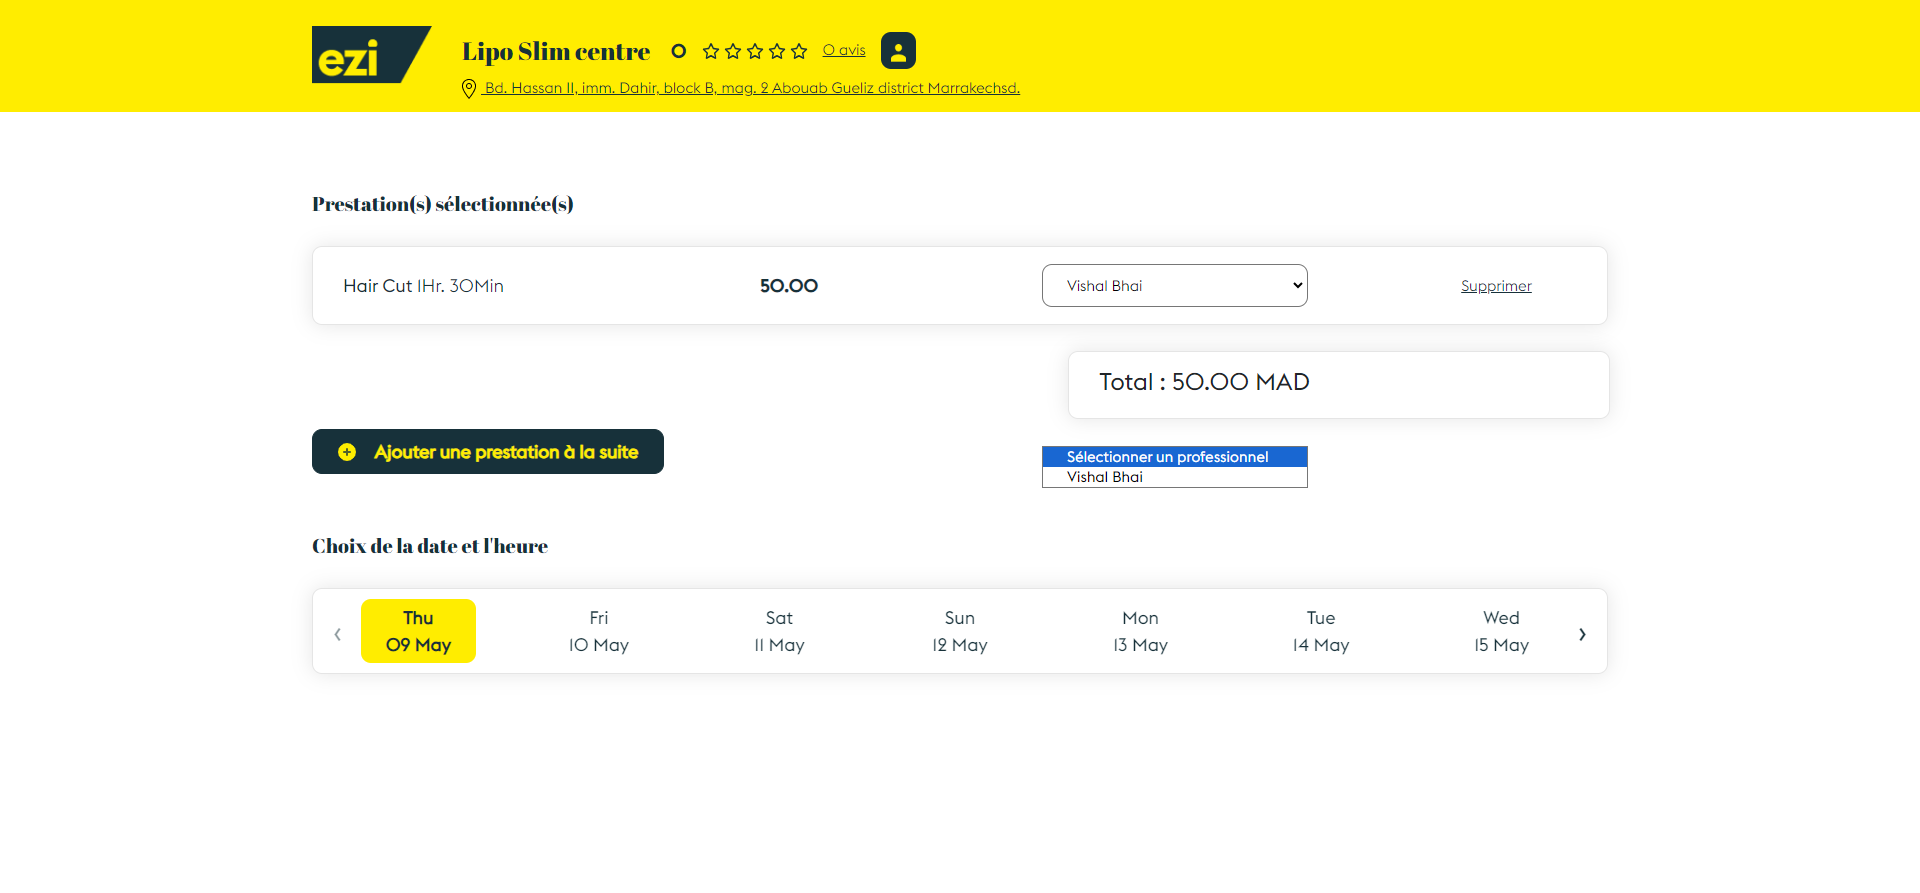 ezi
Lipo Slim centre 0 0 avis
Bd. Hassan II, imm. Dahir, block B, mag. 2 Abouab Gueliz district Marrakechsd.
Prestation(s) sélectionnée(s)
Hair Cut 1Hr. 30Min 50.00 Vishal Bhai Supprimer
Total : 50.00 MAD
Ajouter une prestation à la suite
Sélectionner un professionnel
Vishal Bhai
Choix de la date et l'heure
Thu Fri Sat Sun Mon Tue Wed
09 May 10 May 11 May 12 May 13 May 14 May 15 May